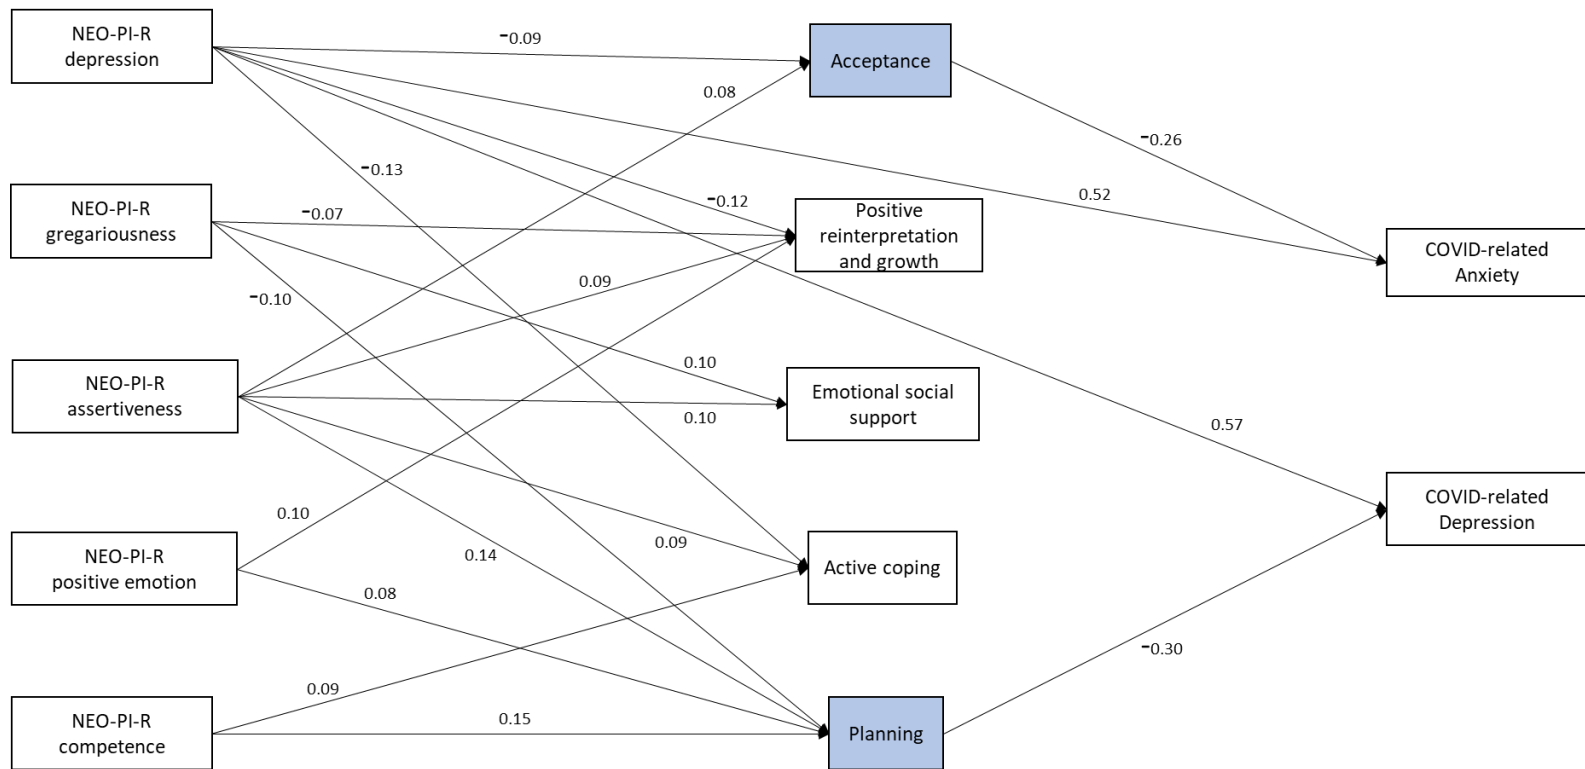 NEO-PI-R
depression
−0.09
Acceptance
0.08
−0.26
−0.13
NEO-PI-R
gregariousness
−0.07
−0.12
Positive
reinterpretation
and growth
0.52
COVID-related
Anxiety
−0.10
0.09
NEO-PI-R
assertiveness
0.10
0.10
Emotional social
support
0.57
COVID-related
Depression
NEO-PI-R
positive emotion
0.10
0.14
0.09
0.08
Active coping
−0.30
NEO-PI-R
competence
0.09
0.15
Planning